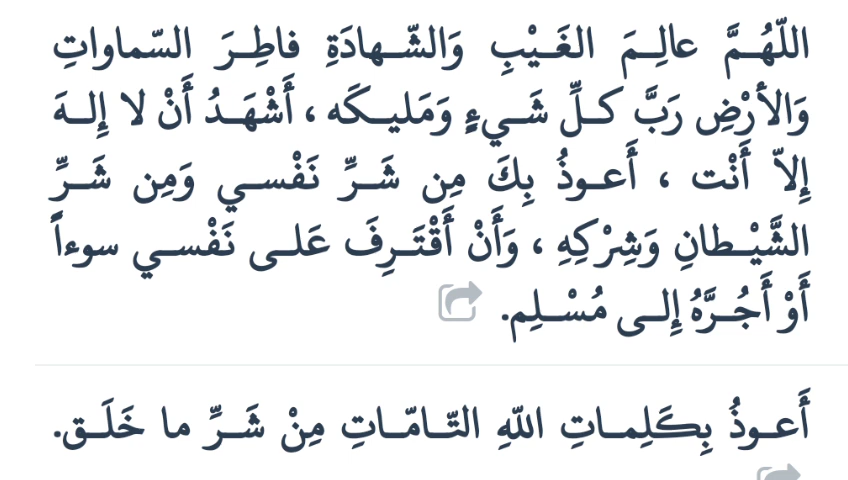 اللّهُـمَّ عالِـمَ الغَـيْبِ وَالشّـهادَةِ فاطِـرَ السّماواتِ
وَالأرْضِ رَبَّ كـلِّ شَـيءٍ وَمَليـكَه ، أَشْهَـدُ أَنْ لا إِلـهَ
إِلاّ أَنْت ، أَعـوذُ بِكَ مِن شَـرِّ نَفْسـي وَمِن شَـرِّ
الشَّيْـطانِ وَشِرْكِهِ ، وَأَنْ أَقْتَـرِفَ عَلـى نَفْسـي سوءاً
أَوْ أَجُـرَّهُ إِلـى مُسْـلِم.
أَعـوذُ بِكَلِمـاتِ اللّهِ التّـامّـاتِ مِنْ شَـرِّ ما خَلَـق.